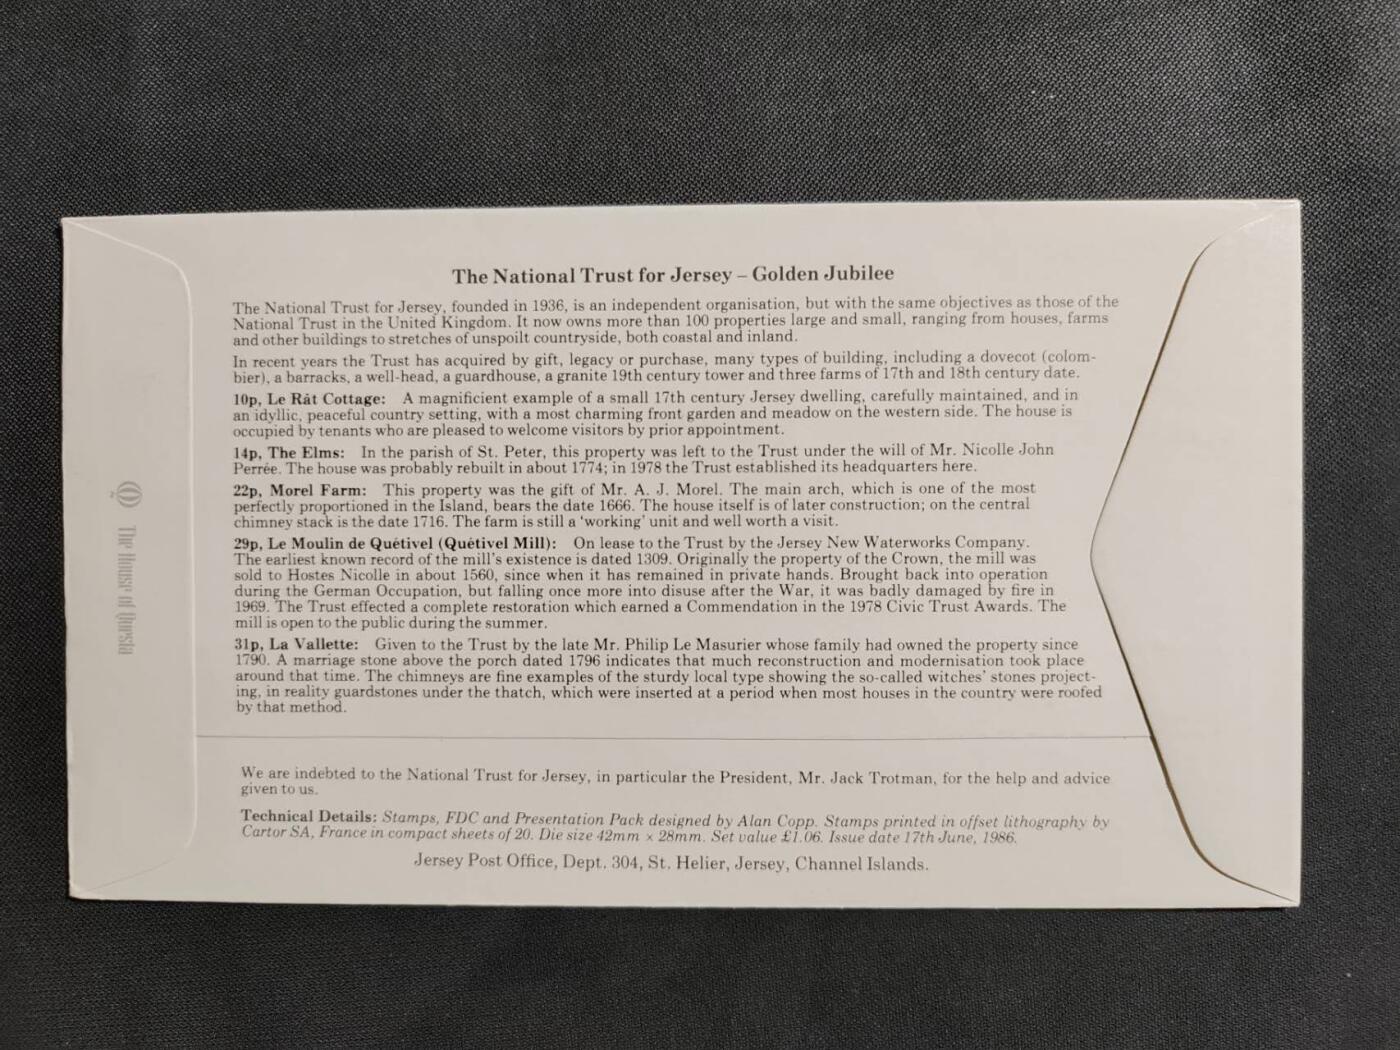 The National Trust for Jersey – Golden Jubilee
The National Trust for Jersey, founded in 1936, is an independent organisation, but with the same objectives as those of the
National Trust in the United Kingdom. It now owns more than 100 properties large and small, ranging from houses, farms
and other buildings to stretches of unspoilt countryside, both coastal and inland.
In recent years the Trust has acquired by gift, legacy or purchase, many types of building, including a dovecot (colom-
bier), a barracks, a well-head, a guardhouse, a granite 19th century tower and three farms of 17th and 18th century date.
10p, Le Rât Cottage: A magnificient example of a small 17th century Jersey dwelling, carefully maintained, and in
an idyllic, peaceful country setting, with a most charming front garden and meadow on the western side. The house is
occupied by tenants who are pleased to welcome visitors by prior appointment.
14p, The Elms: In the parish of St. Peter, this property was left to the Trust under the will of Mr. Nicolle John
Perrée. The house was probably rebuilt in about 1774; in 1978 the Trust established its headquarters here.
22p, Morel Farm: This property was the gift of Mr. A. J. Morel. The main arch, which is one of the most
perfectly proportioned in the Island, bears the date 1666. The house itself is of later construction; on the central
chimney stack is the date 1716. The farm is still a 'working' unit and well worth a visit.
29p, Le Moulin de Quétivel (Quétivel Mill): On lease to the Trust by the Jersey New Waterworks Company.
The earliest known record of the mill's existence is dated 1309. Originally the property of the Crown, the mill was
sold to Hostes Nicolle in about 1560, since when it has remained in private hands. Brought back into operation
during the German Occupation, but falling once more into disuse after the War, it was badly damaged by fire in
1969. The Trust effected a complete restoration which earned a Commendation in the 1978 Civic Trust Awards. The
mill is open to the public during the summer.
31p, La Vallette: Given to the Trust by the late Mr. Philip Le Masurier whose family had owned the property since
1790. A marriage stone above the porch dated 1796 indicates that much reconstruction and modernisation took place
around that time. The chimneys are fine examples of the sturdy local type showing the so-called witches' stones project-
ing, in reality guardstones under the thatch, which were inserted at a period when most houses in the country were roofed
by that method.
We are indebted to the National Trust for Jersey, in particular the President, Mr. Jack Trotman, for the help and advice
given to us.
Technical Details: Stamps, FDC and Presentation Pack designed by Alan Copp. Stamps printed in offset lithography by
Cartor SA, France in compact sheets of 20. Die size 42mm × 28mm. Set value £1.06. Issue date 17th June, 1986.
Jersey Post Office, Dept. 304, St. Helier, Jersey, Channel Islands.
The House of Questa